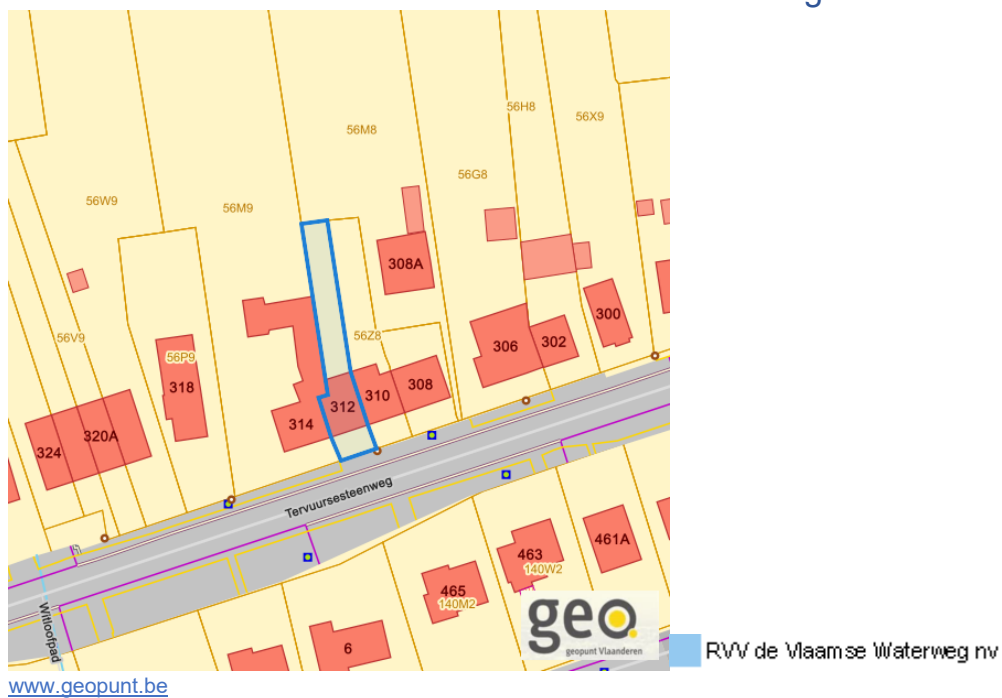 56H8
56X9
56M8
56G8
56W9
56M9
308A
300
56V9
56Z8
306
302
56P9
318
308
310
312
314
320A
324
Tervuursesteenweg
461A
463
140W2
465
140M2
Witloofpad
6
geo.
geopunt Vlaanderen
RVV de Vlaamse Waterweg nv
www.geopunt.be